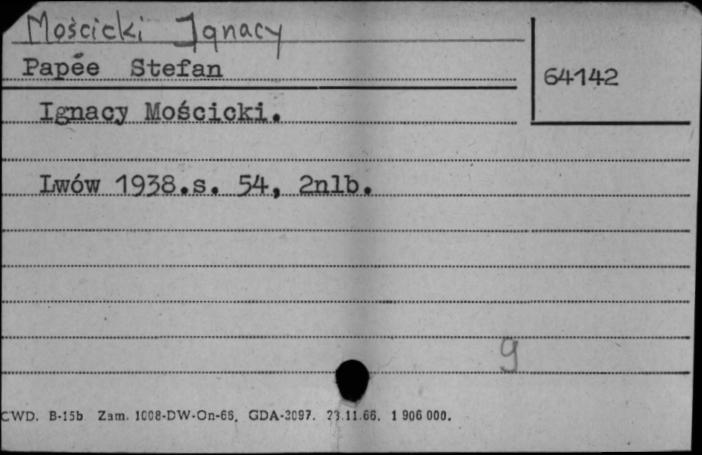 Mościcki Ignacy
Papée Stefan
64142
Ignacy Mościcki.
Lwów 1938.s. 54, 2nlb.
9
CWD. B-15b Zam. 1008-DW-On-66. GDA-2097. 23.11.66. 1 906 000.